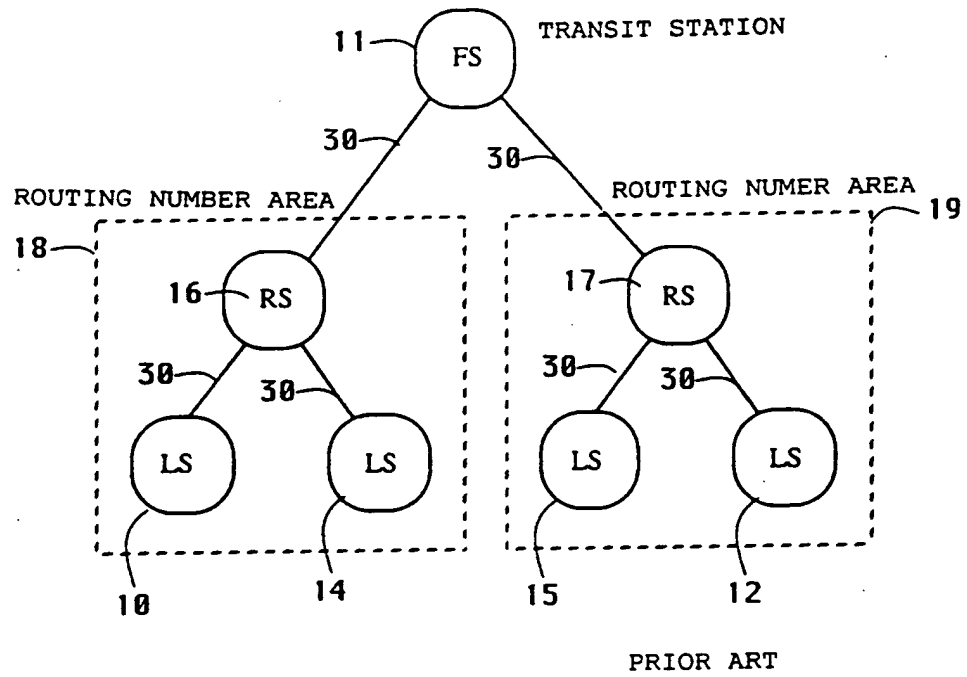 11
FS
TRANSIT STATION
30
30
ROUTING NUMBER AREA
ROUTING NUMER AREA
18
19
16
RS
17
RS
30
30
30
30
LS
LS
LS
LS
10
14
15
12
PRIOR ART